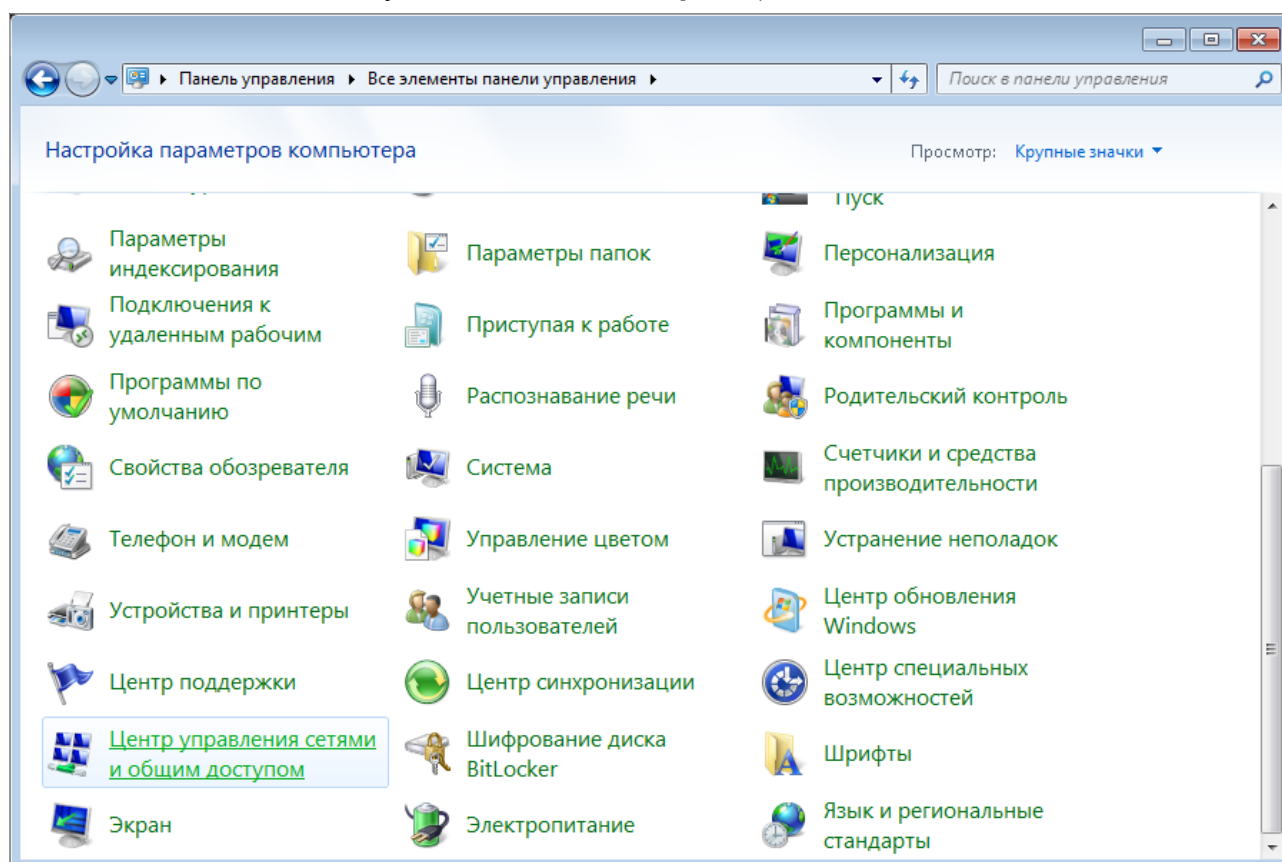 Панель управления ▸ Все элементы панели управления ▸
Поиск в панели управления
Настройка параметров компьютера
Просмотр: Крупные значки
Пуск
Параметры
индексирования
Параметры папок
Персонализация
Подключения к
удаленным рабочим
Приступая к работе
Программы и
компоненты
Программы по
умолчанию
Распознавание речи
Родительский контроль
Свойства обозревателя
Система
Счетчики и средства
производительности
Телефон и модем
Управление цветом
Устранение неполадок
Устройства и принтеры
Учетные записи
пользователей
Центр обновления
Windows
Центр поддержки
Центр синхронизации
Центр специальных
возможностей
Центр управления сетями
и общим доступом
Шифрование диска
BitLocker
Шрифты
Экран
Электропитание
Язык и региональные
стандарты